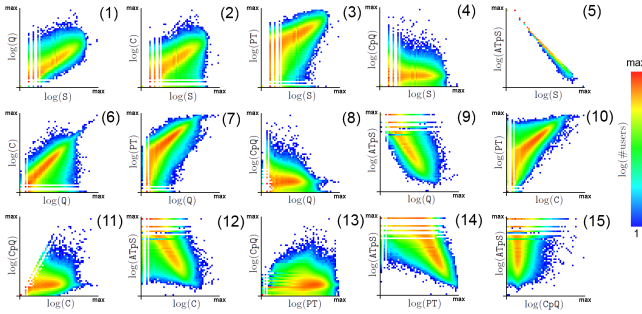 max (1) log(Q) log(S) max
max (2) log(C) log(S) max
max (3) log(PT) log(S) max
max (4) log(CpQ) log(S) max
max (5) log(ATpS) log(S) max
max (6) log(C) log(Q) max
max (7) log(PT) log(Q) max
max (8) log(CpQ) log(Q) max
max (9) log(ATpS) log(Q) max
max (10) log(PT) log(C) max
max (11) log(CpQ) log(C) max
max (12) log(ATpS) log(C) max
max (13) log(CpQ) log(PT) max
max (14) log(ATpS) log(PT) max
max (15) log(ATpS) log(CpQ) max
max
log(#users)
1